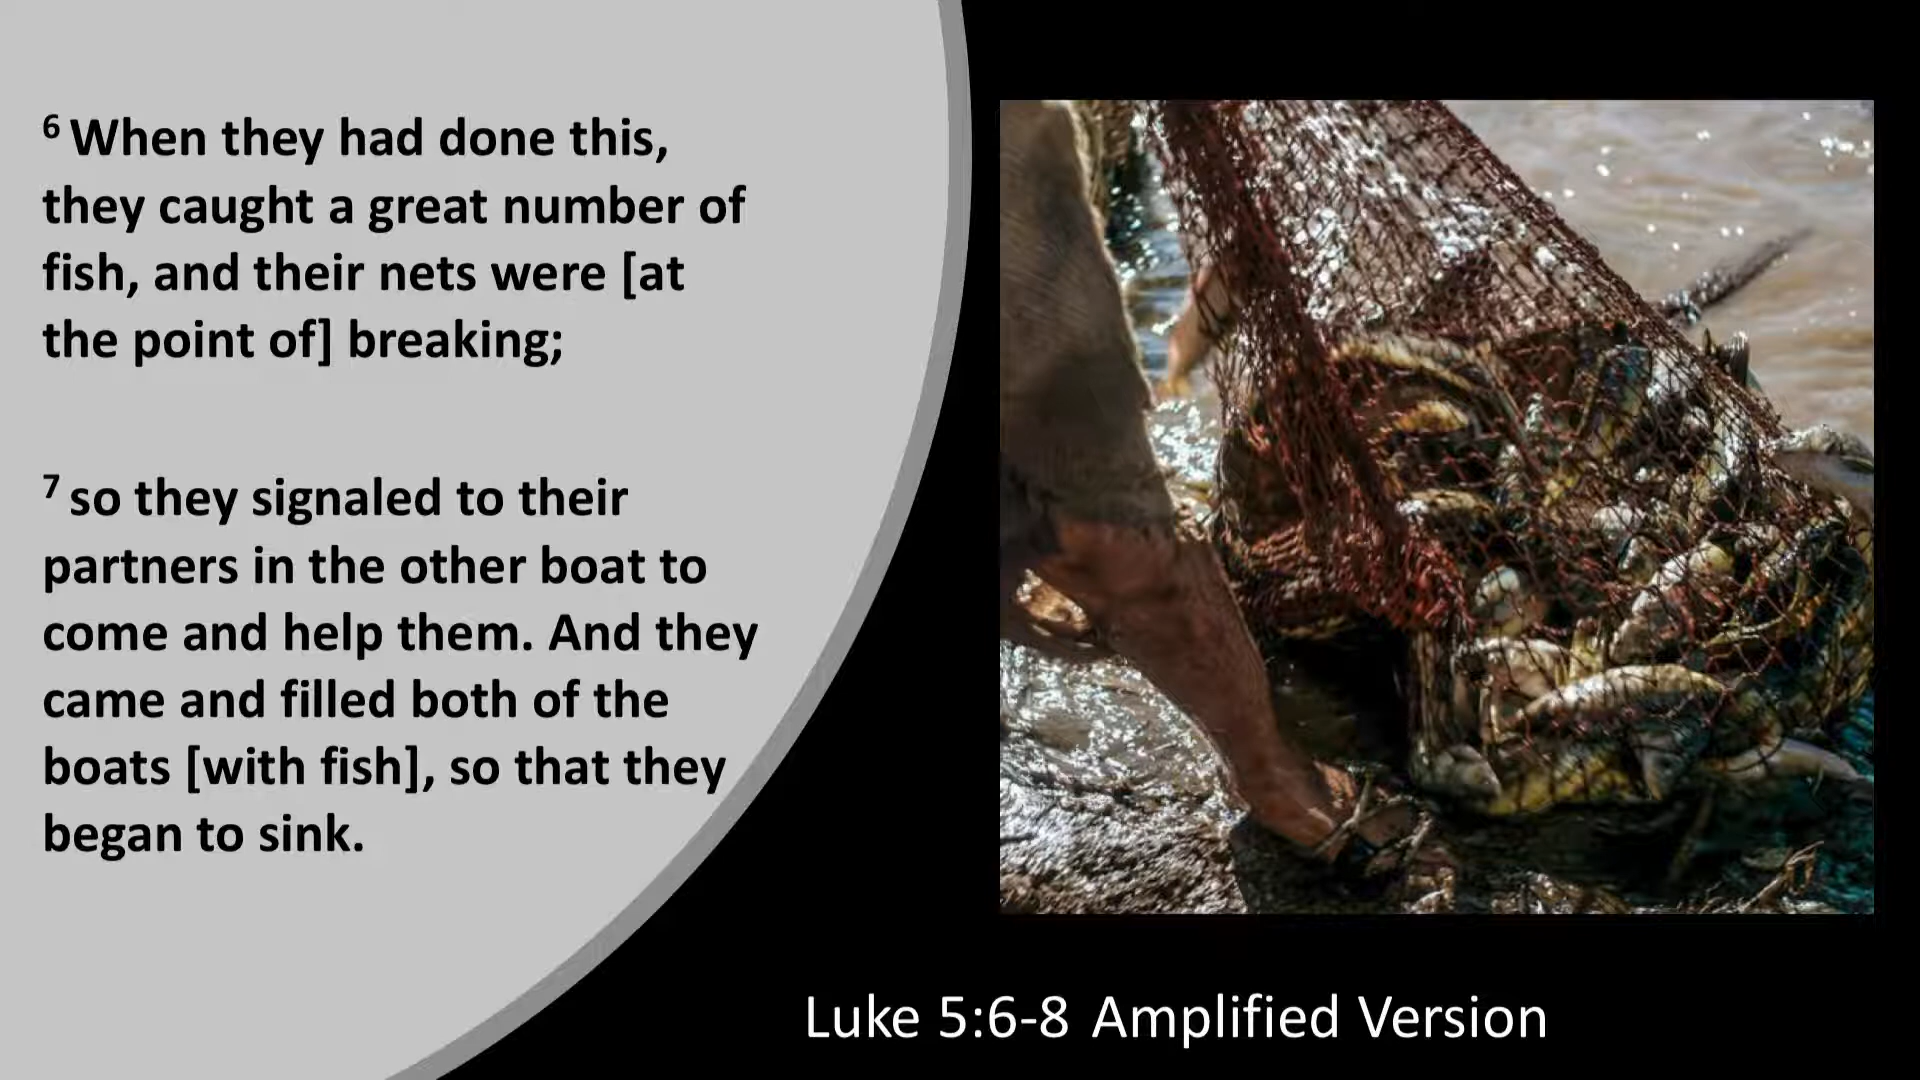 6 When they had done this,
they caught a great number of
fish, and their nets were [at
the point of] breaking;
7 so they signaled to their
partners in the other boat to
come and help them. And they
came and filled both of the
boats [with fish], so that they
began to sink.
Luke 5:6-8 Amplified Version